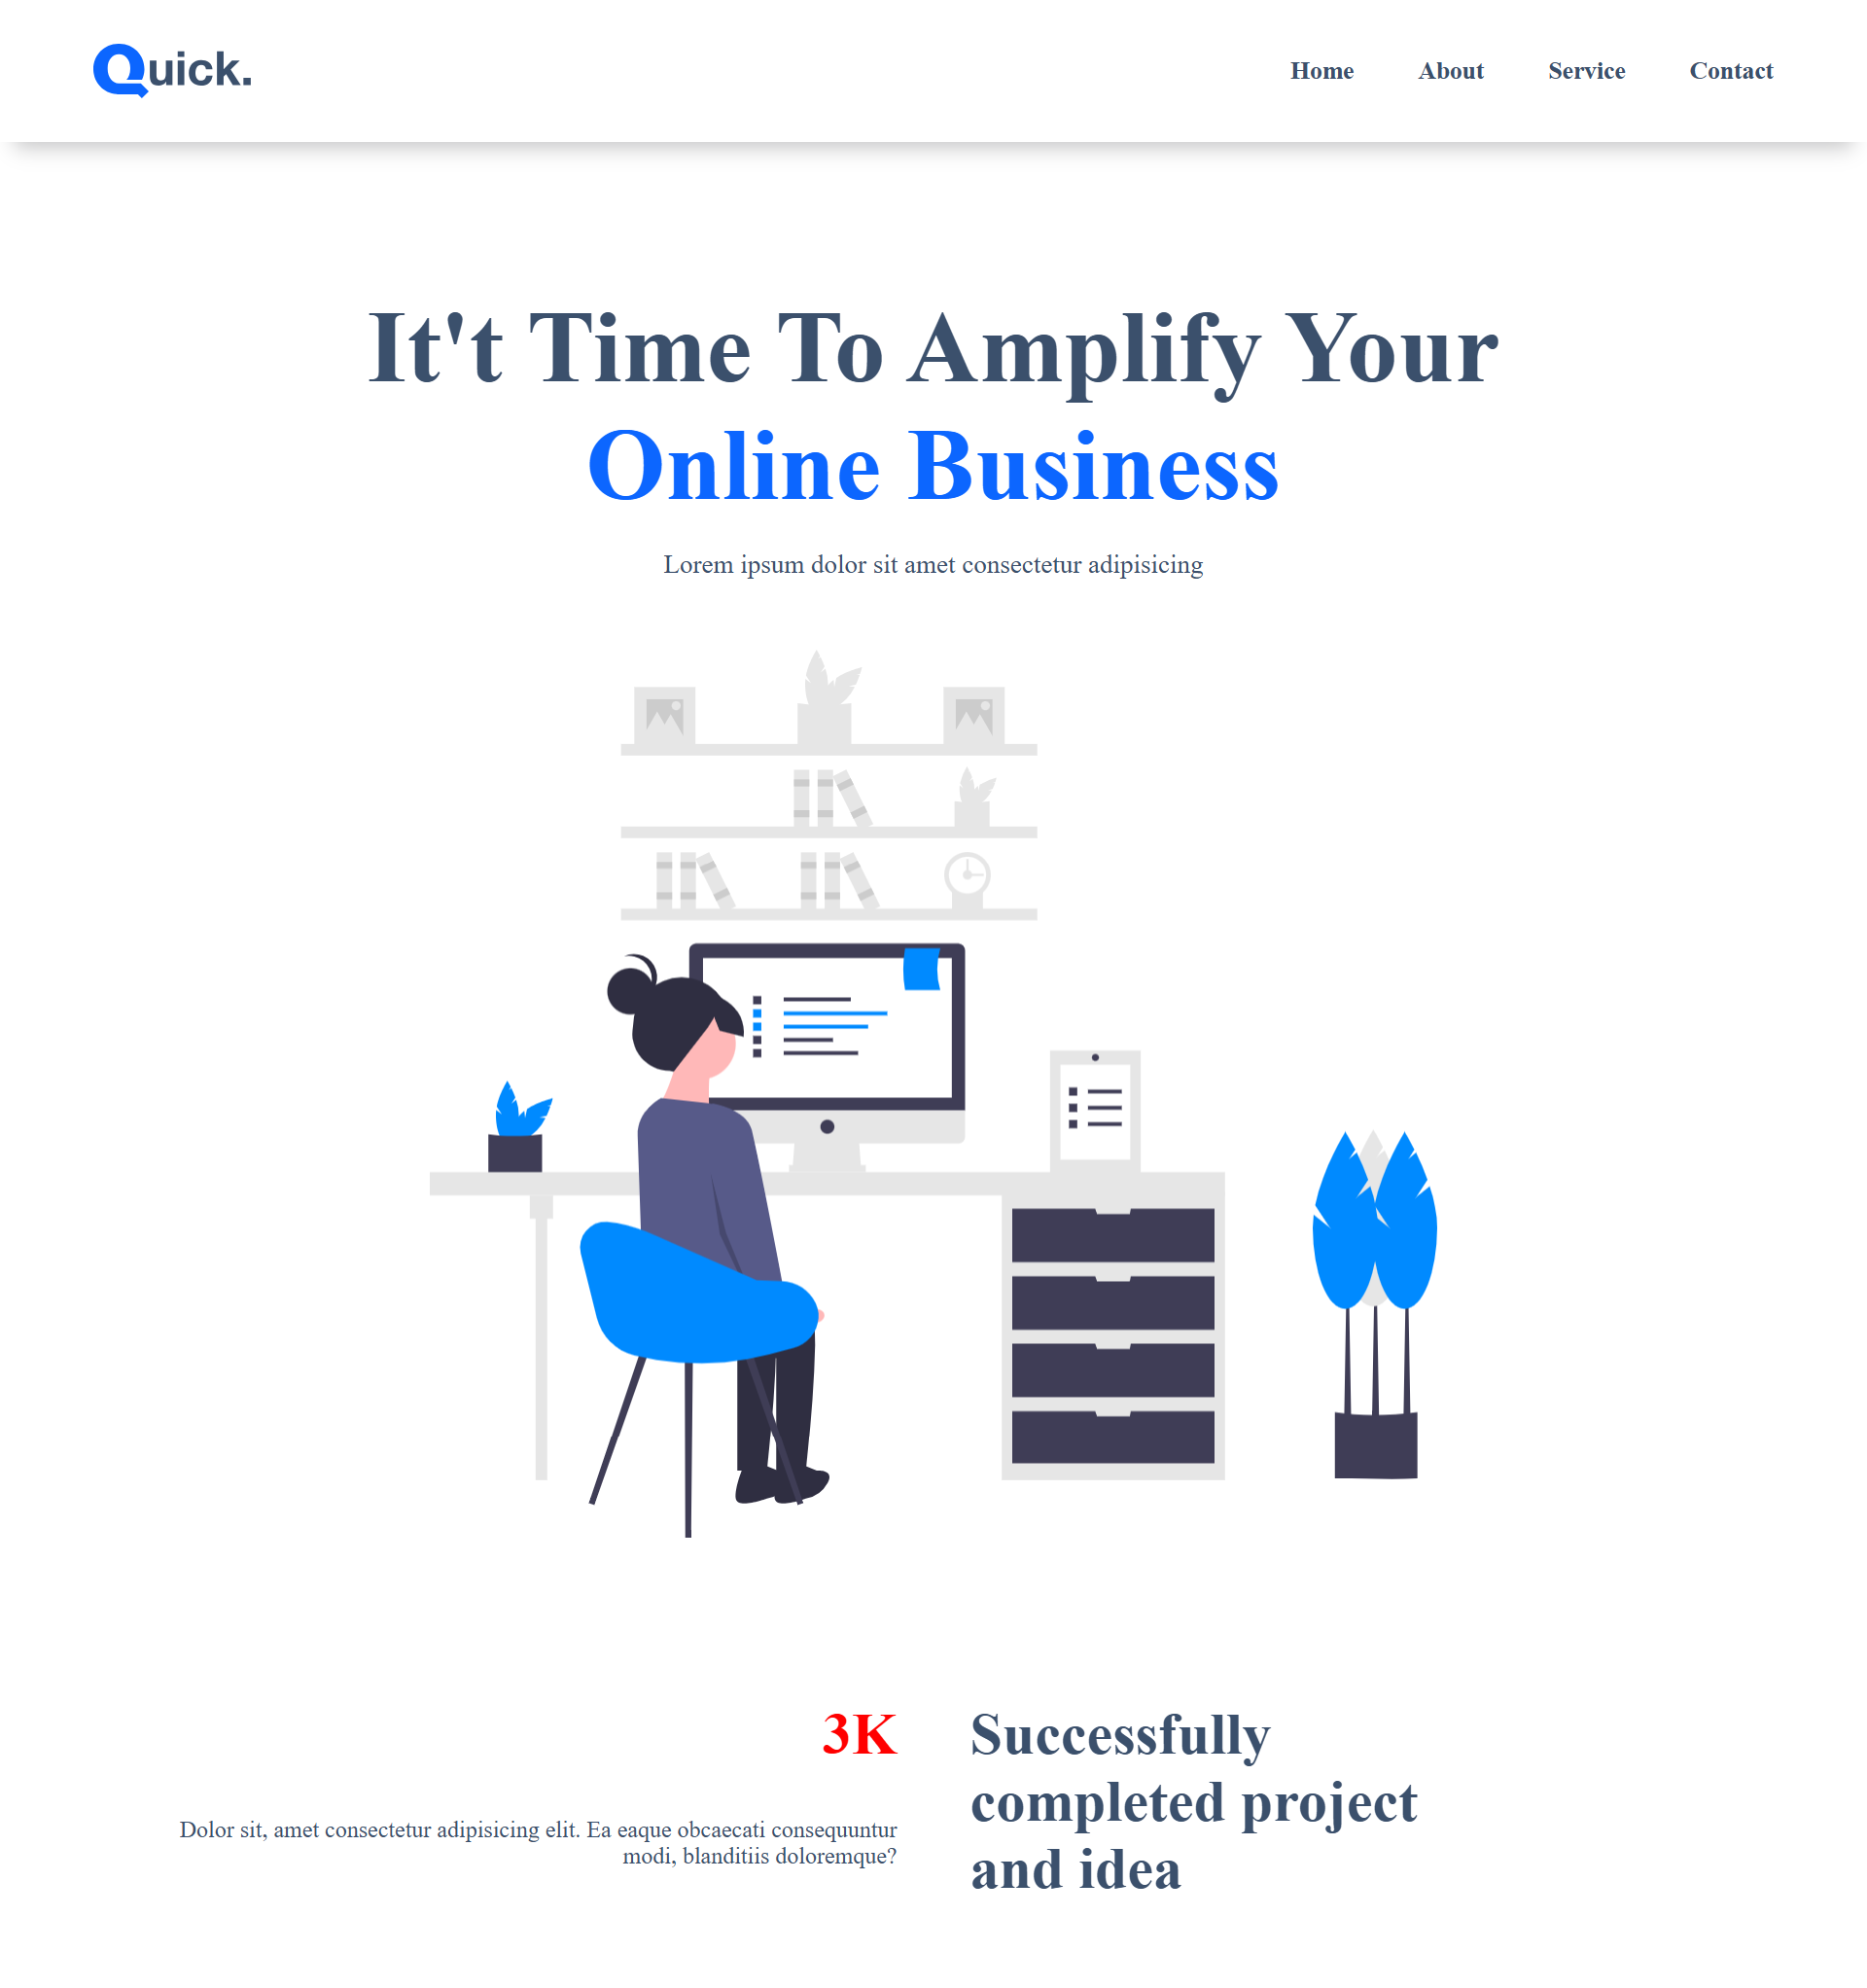 Quick.
Home About Service Contact
It't Time To Amplify Your
Online Business
Lorem ipsum dolor sit amet consectetur adipisicing
3K
Dolor sit, amet consectetur adipisicing elit. Ea eaque obcaecati consequuntur
modi, blanditiis doloremque?
Successfully
completed project
and idea